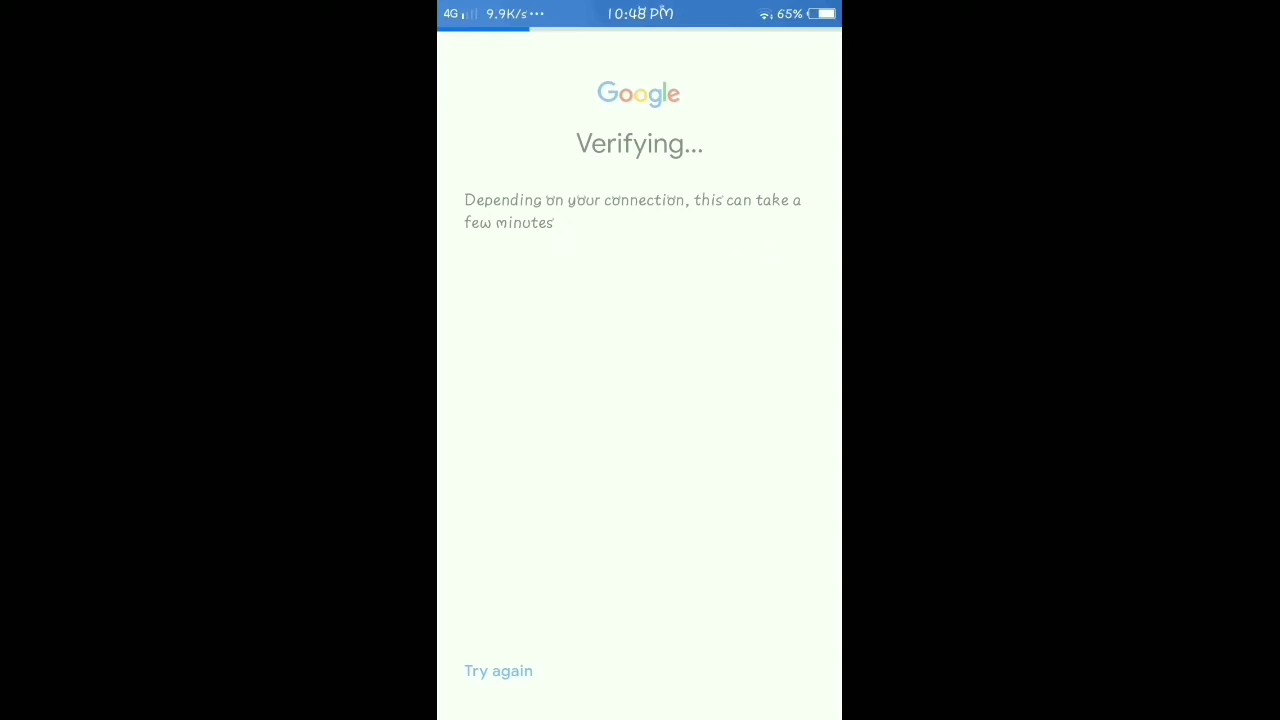 4G 9.9K/s... 10:48 PM 65%
Google
Verifying...
Depending on your connection, this can take a
few minutes
Try again